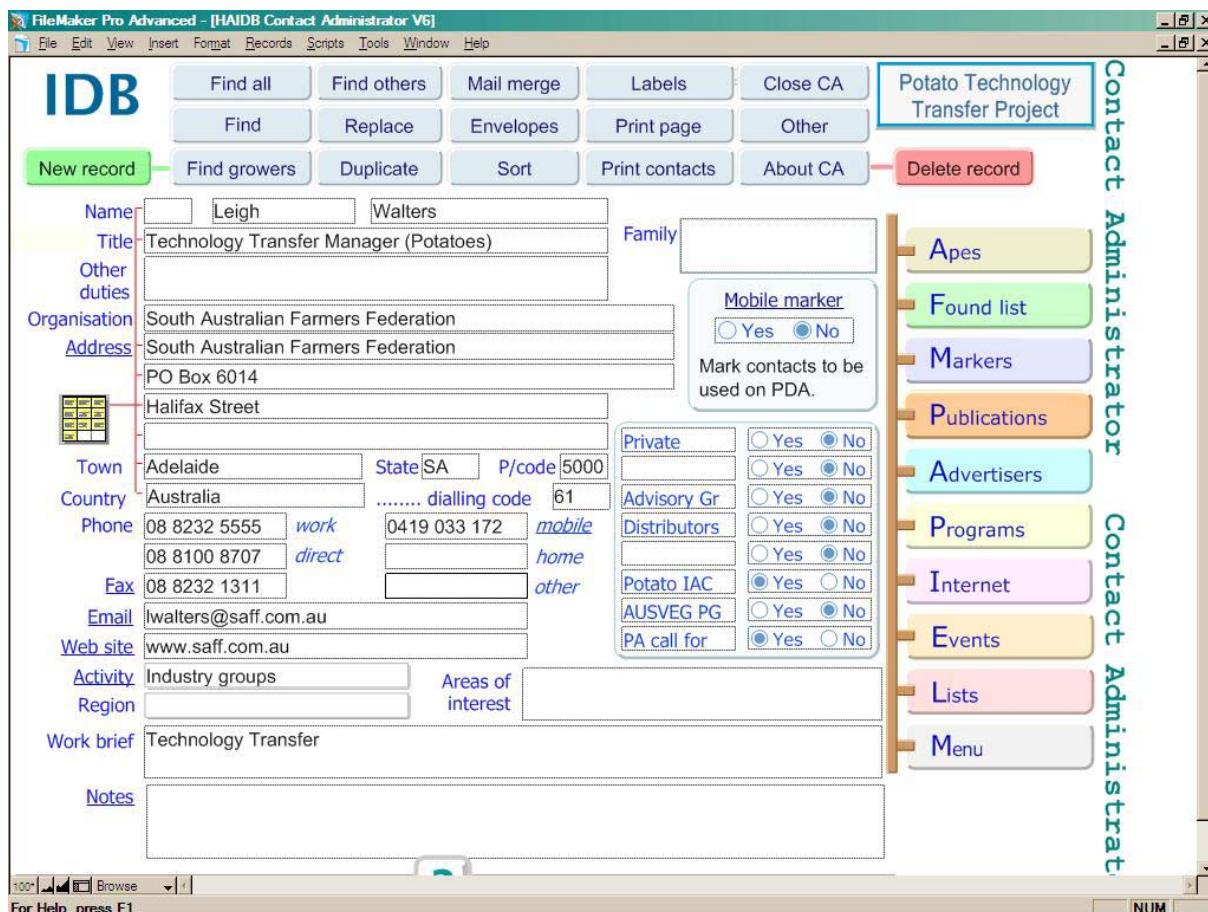 FileMaker Pro Advanced - [HAIDB Contact Administrator V6]
File Edit View Insert Format Records Scripts Tools Window Help
IDB
Find all Find others Mail merge Labels Close CA
Potato Technology
Transfer Project
Find Replace Envelopes Print page Other
New record Find growers Duplicate Sort Print contacts About CA Delete record
Name Leigh Walters
Title Technology Transfer Manager (Potatoes)
Family
Other
duties
Organisation South Australian Farmers Federation
Address South Australian Farmers Federation
PO Box 6014
Halifax Street
Town Adelaide State SA P/code 5000
Country Australia ........ dialling code 61
Phone 08 8232 5555 work 0419 033 172 mobile
08 8100 8707 direct home
Fax 08 8232 1311 other
Email lwalters@saff.com.au
Web site www.saff.com.au
Activity Industry groups
Region
Areas of
interest
Work brief Technology Transfer
Notes
Mobile marker
Yes No
Mark contacts to be
used on PDA.
Private Yes No
Yes No
Advisory Gr Yes No
Distributors Yes No
Yes No
Potato IAC Yes No
AUSVEG PG Yes No
PA call for Yes No
Apes
Found list
Markers
Publications
Advertisers
Programs
Internet
Events
Lists
Menu
Contact Administrator
Contact Administrat
100 Browse
For Help, press F1
NUM